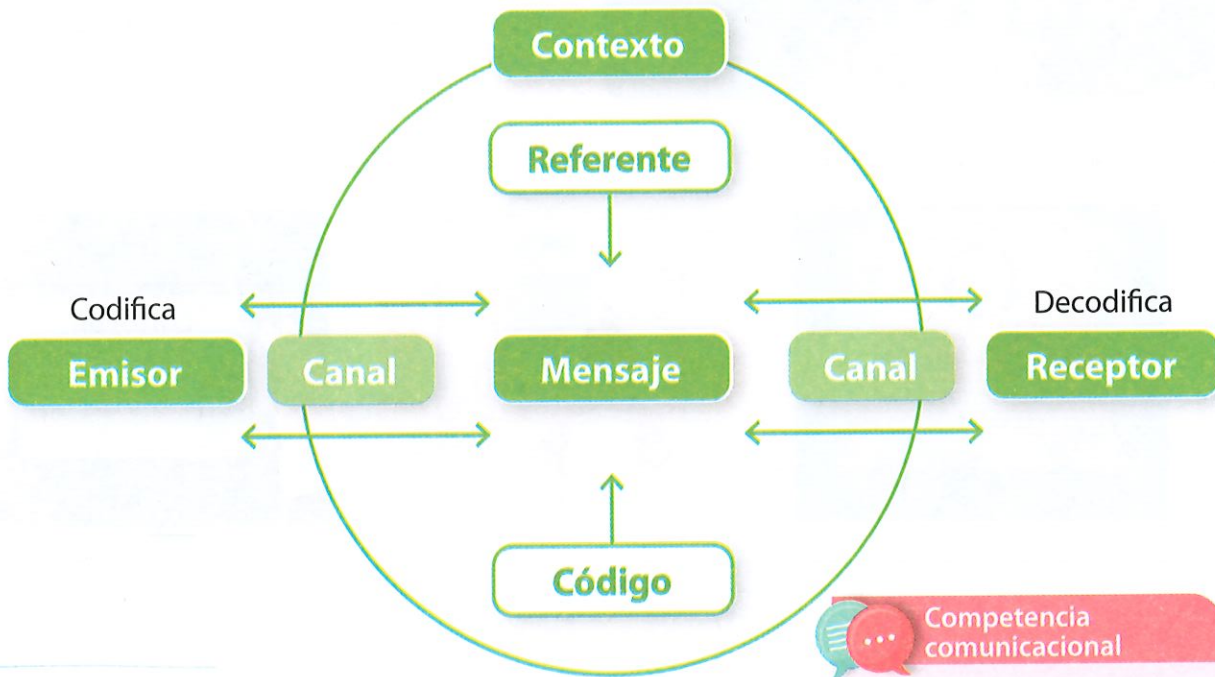 Contexto
Referente
Codifica
Decodifica
Emisor
Canal
Mensaje
Canal
Receptor
Código
Competencia
comunicacional